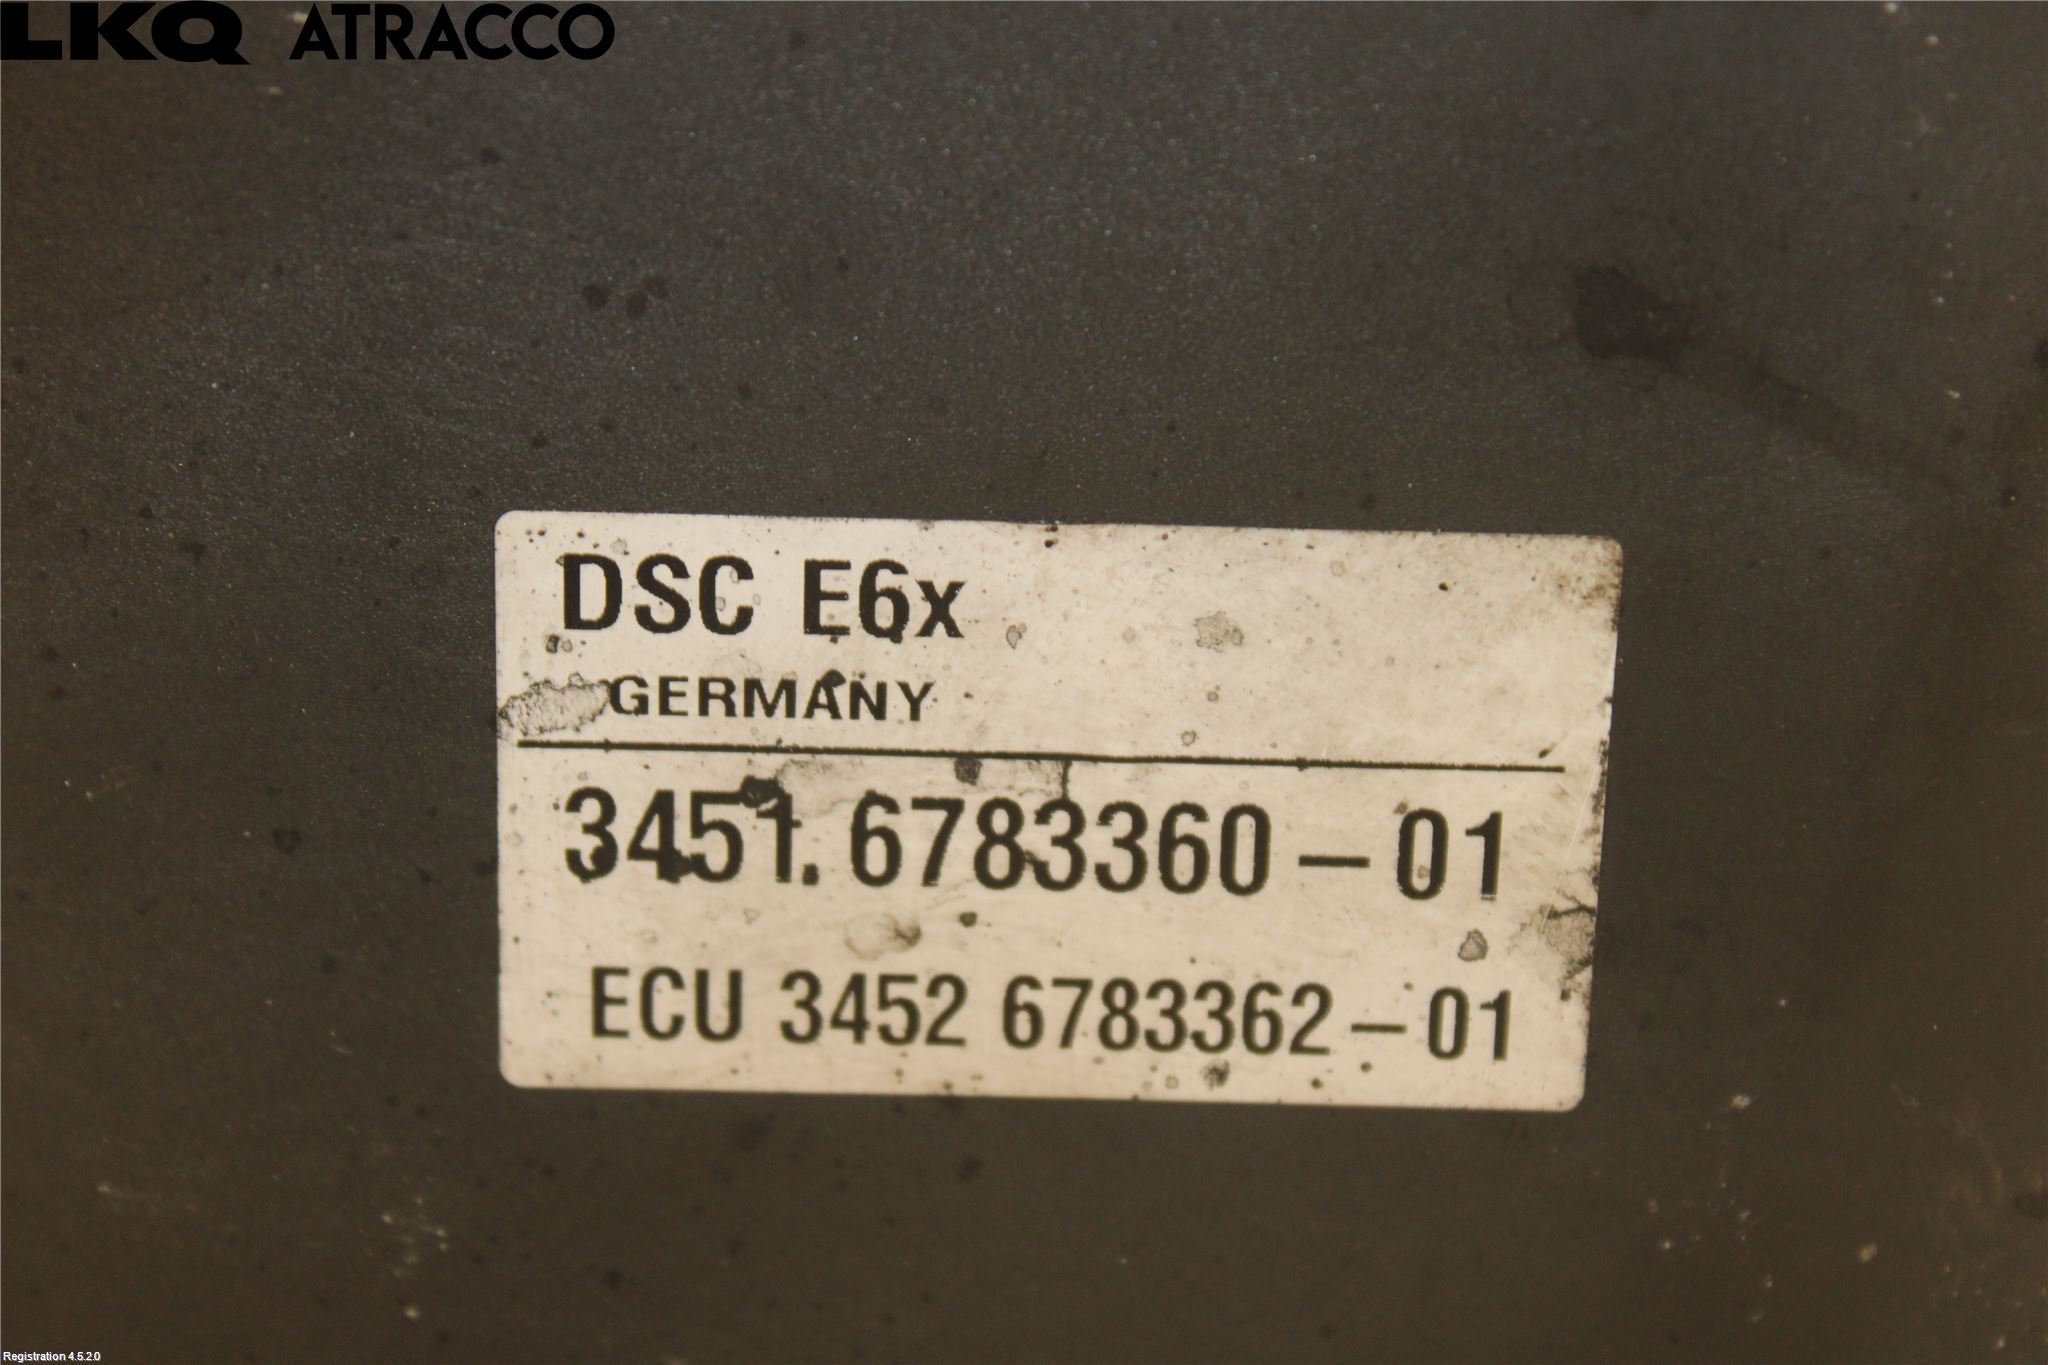 LKQ ATRACCO
DSC E6x
GERMANY
3451.6783360-01
ECU 3452 6783362-01
Registration 4.5.2.0